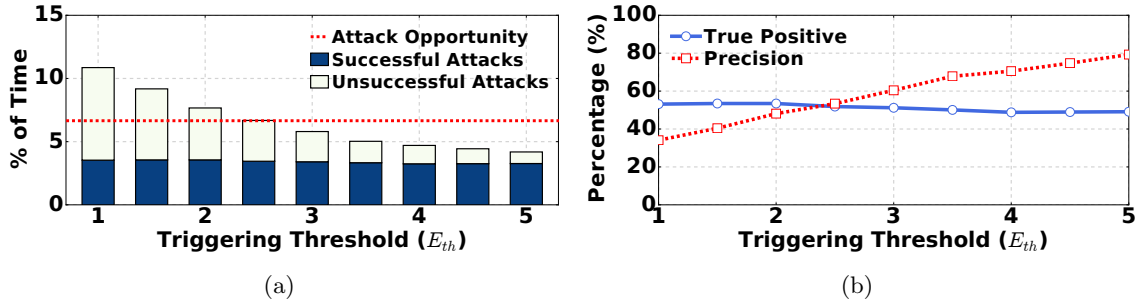 15
10
5
0
% of Time
Attack Opportunity
Successful Attacks
Unsuccessful Attacks
1 2 3 4 5
Triggering Threshold (E_th)
(a)
100
80
60
40
20
0
Percentage (%)
True Positive
Precision
1 2 3 4 5
Triggering Threshold (E_th)
(b)